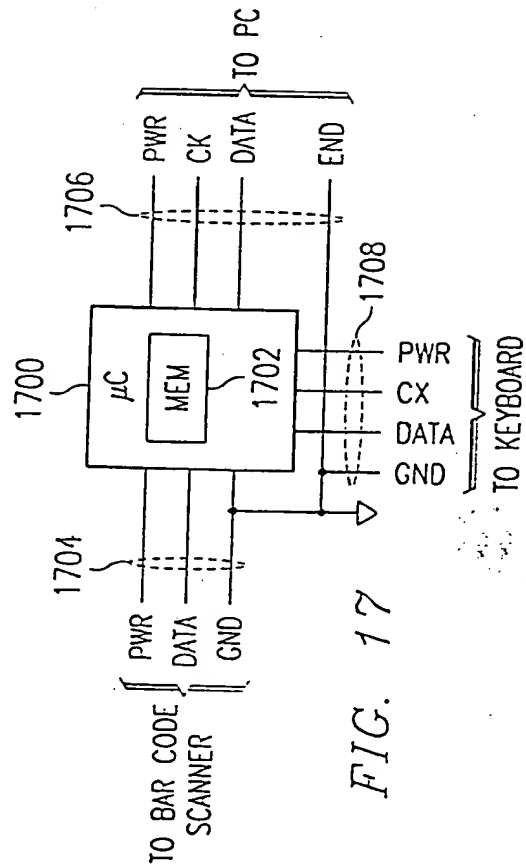 1700
1706
μC
MEM
1702
1704
PWR
DATA
GND
TO BAR CODE
SCANNER
PWR
CK
DATA
END
TO PC
1708
PWR
CX
DATA
GND
TO KEYBOARD
FIG. 17